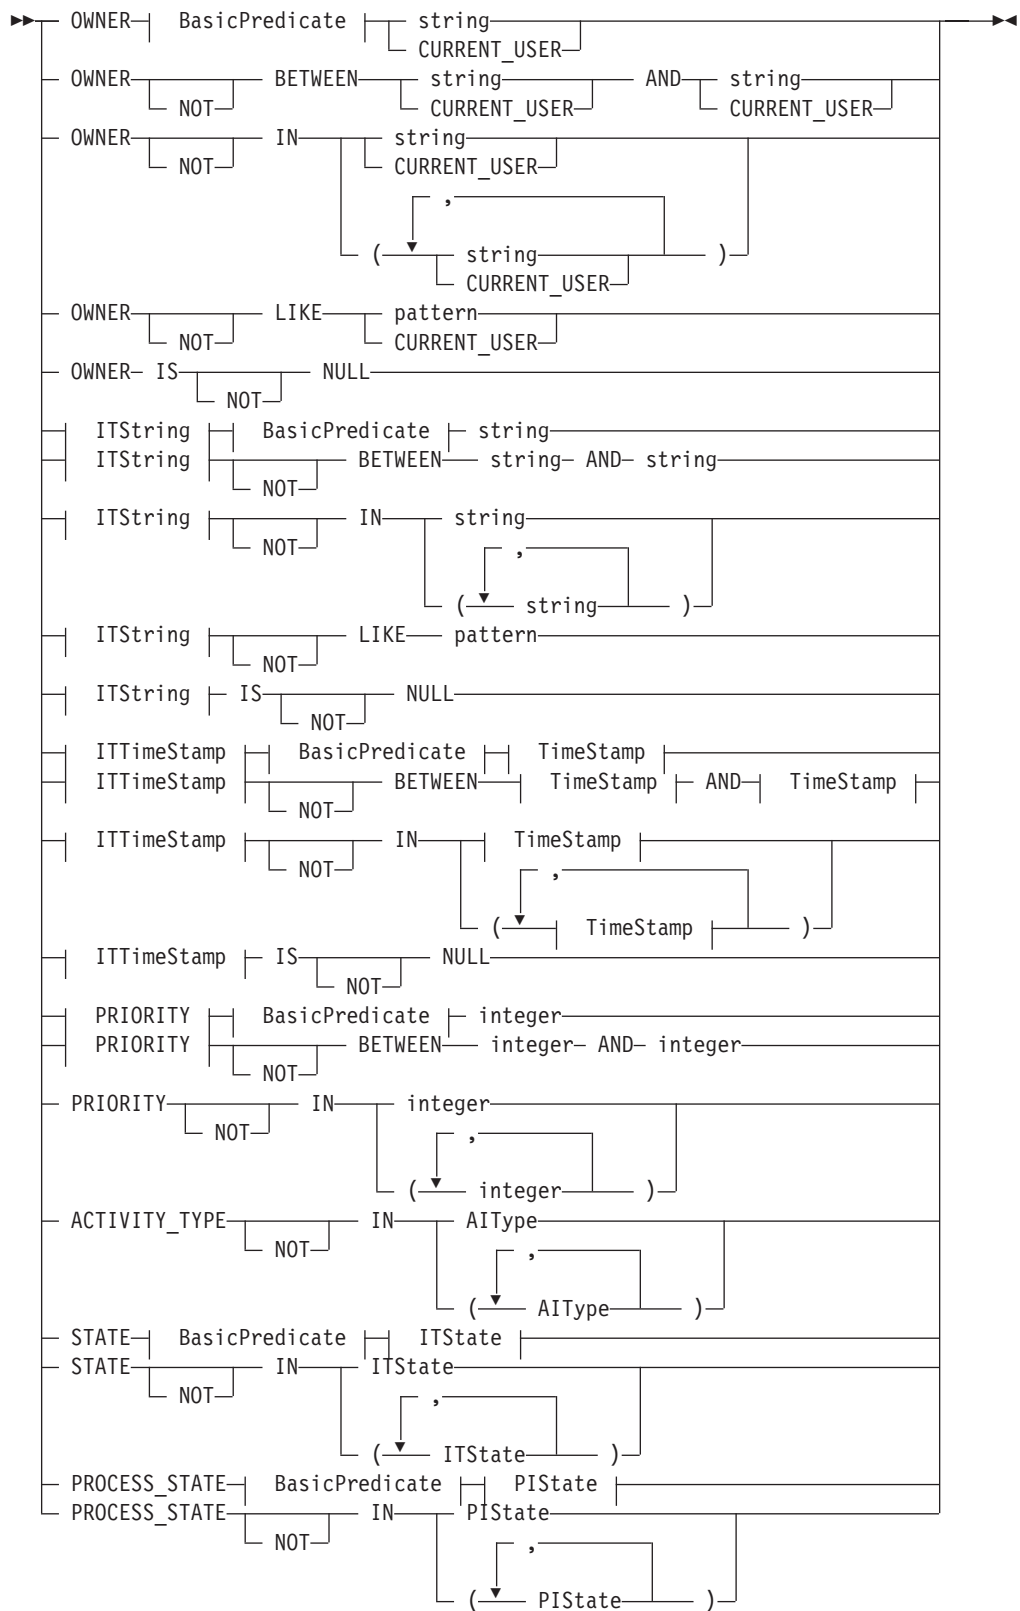 OWNER BasicPredicate string
CURRENT_USER
OWNER BETWEEN string AND string
NOT CURRENT_USER CURRENT_USER
OWNER IN string
NOT CURRENT_USER
,
( string )
CURRENT_USER
OWNER LIKE pattern
NOT CURRENT_USER
OWNER IS NULL
NOT
ITString BasicPredicate string
ITString BETWEEN string AND string
NOT
ITString IN string
NOT ,
( string )
ITString LIKE pattern
NOT
ITString IS NULL
NOT
ITTimeStamp BasicPredicate TimeStamp
ITTimeStamp BETWEEN TimeStamp AND TimeStamp
NOT
ITTimeStamp IN TimeStamp
NOT ,
( TimeStamp )
ITTimeStamp IS NULL
NOT
PRIORITY BasicPredicate integer
PRIORITY BETWEEN integer AND integer
NOT
PRIORITY IN integer
NOT ,
( integer )
ACTIVITY_TYPE IN AIType
NOT ,
( AIType )
STATE BasicPredicate ITState
STATE IN ITState
NOT ,
( ITState )
PROCESS_STATE BasicPredicate PIState
PROCESS_STATE IN PIState
NOT ,
( PIState )